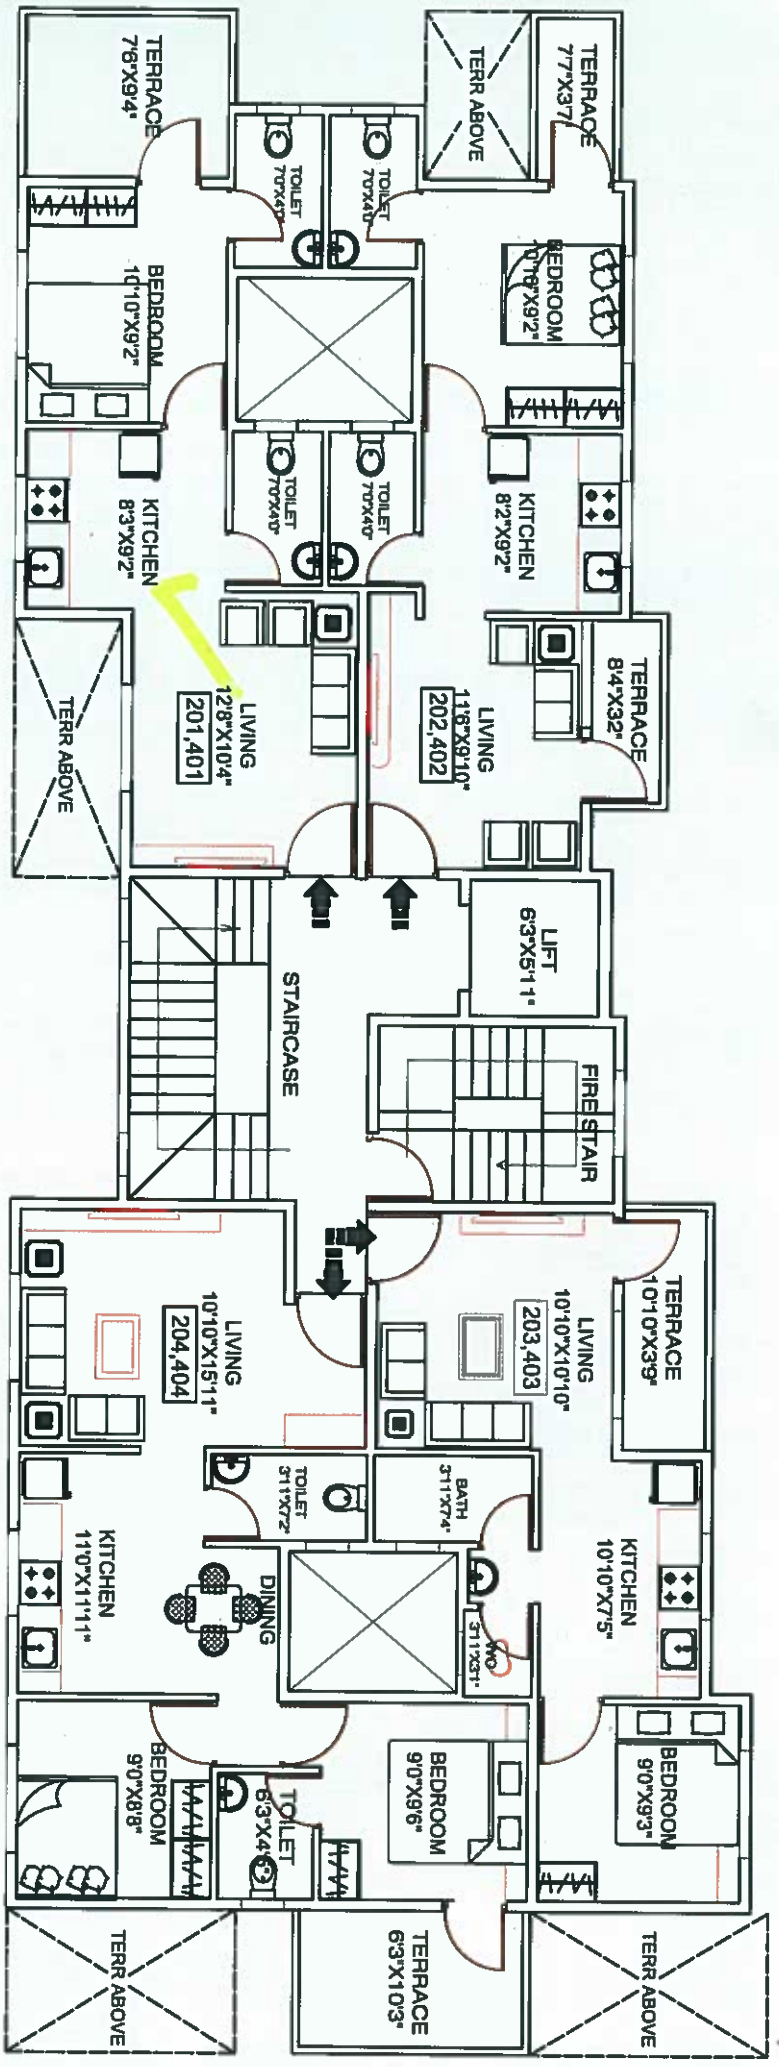 TERRACE
7'6"X9'4"
TERR ABOVE
TERRACE
7'7"X3'7"
TOILET
7'0"X4'0"
TOILET
7'0"X4'0"
BEDROOM
10'10"X9'2"
BEDROOM
10'10"X9'2"
KITCHEN
8'3"X9'2"
TOILET
7'0"X4'0"
TOILET
7'0"X4'0"
KITCHEN
8'2"X9'2"
TERR ABOVE
LIVING
12'8"X10'4"
201,401
LIVING
11'6"X9'10"
202,402
TERRACE
8'4"X3'2"
LIFT
6'3"X5'11"
STAIRCASE
FIRE STAIR
LIVING
10'10"X15'11"
204,404
LIVING
10'10"X10'10"
203,403
TERRACE
10'10"X3'9"
TOILET
3'11"X7'2"
BATH
3'11"X7'4"
KITCHEN
11'0"X11'11"
DINING
W/C
3'11"X3'1"
KITCHEN
10'10"X7'5"
BEDROOM
9'0"X8'8"
TOILET
BEDROOM
9'0"X9'6"
BEDROOM
9'0"X9'3"
TERR ABOVE
TERRACE
6'3"X10'3"
TERR ABOVE